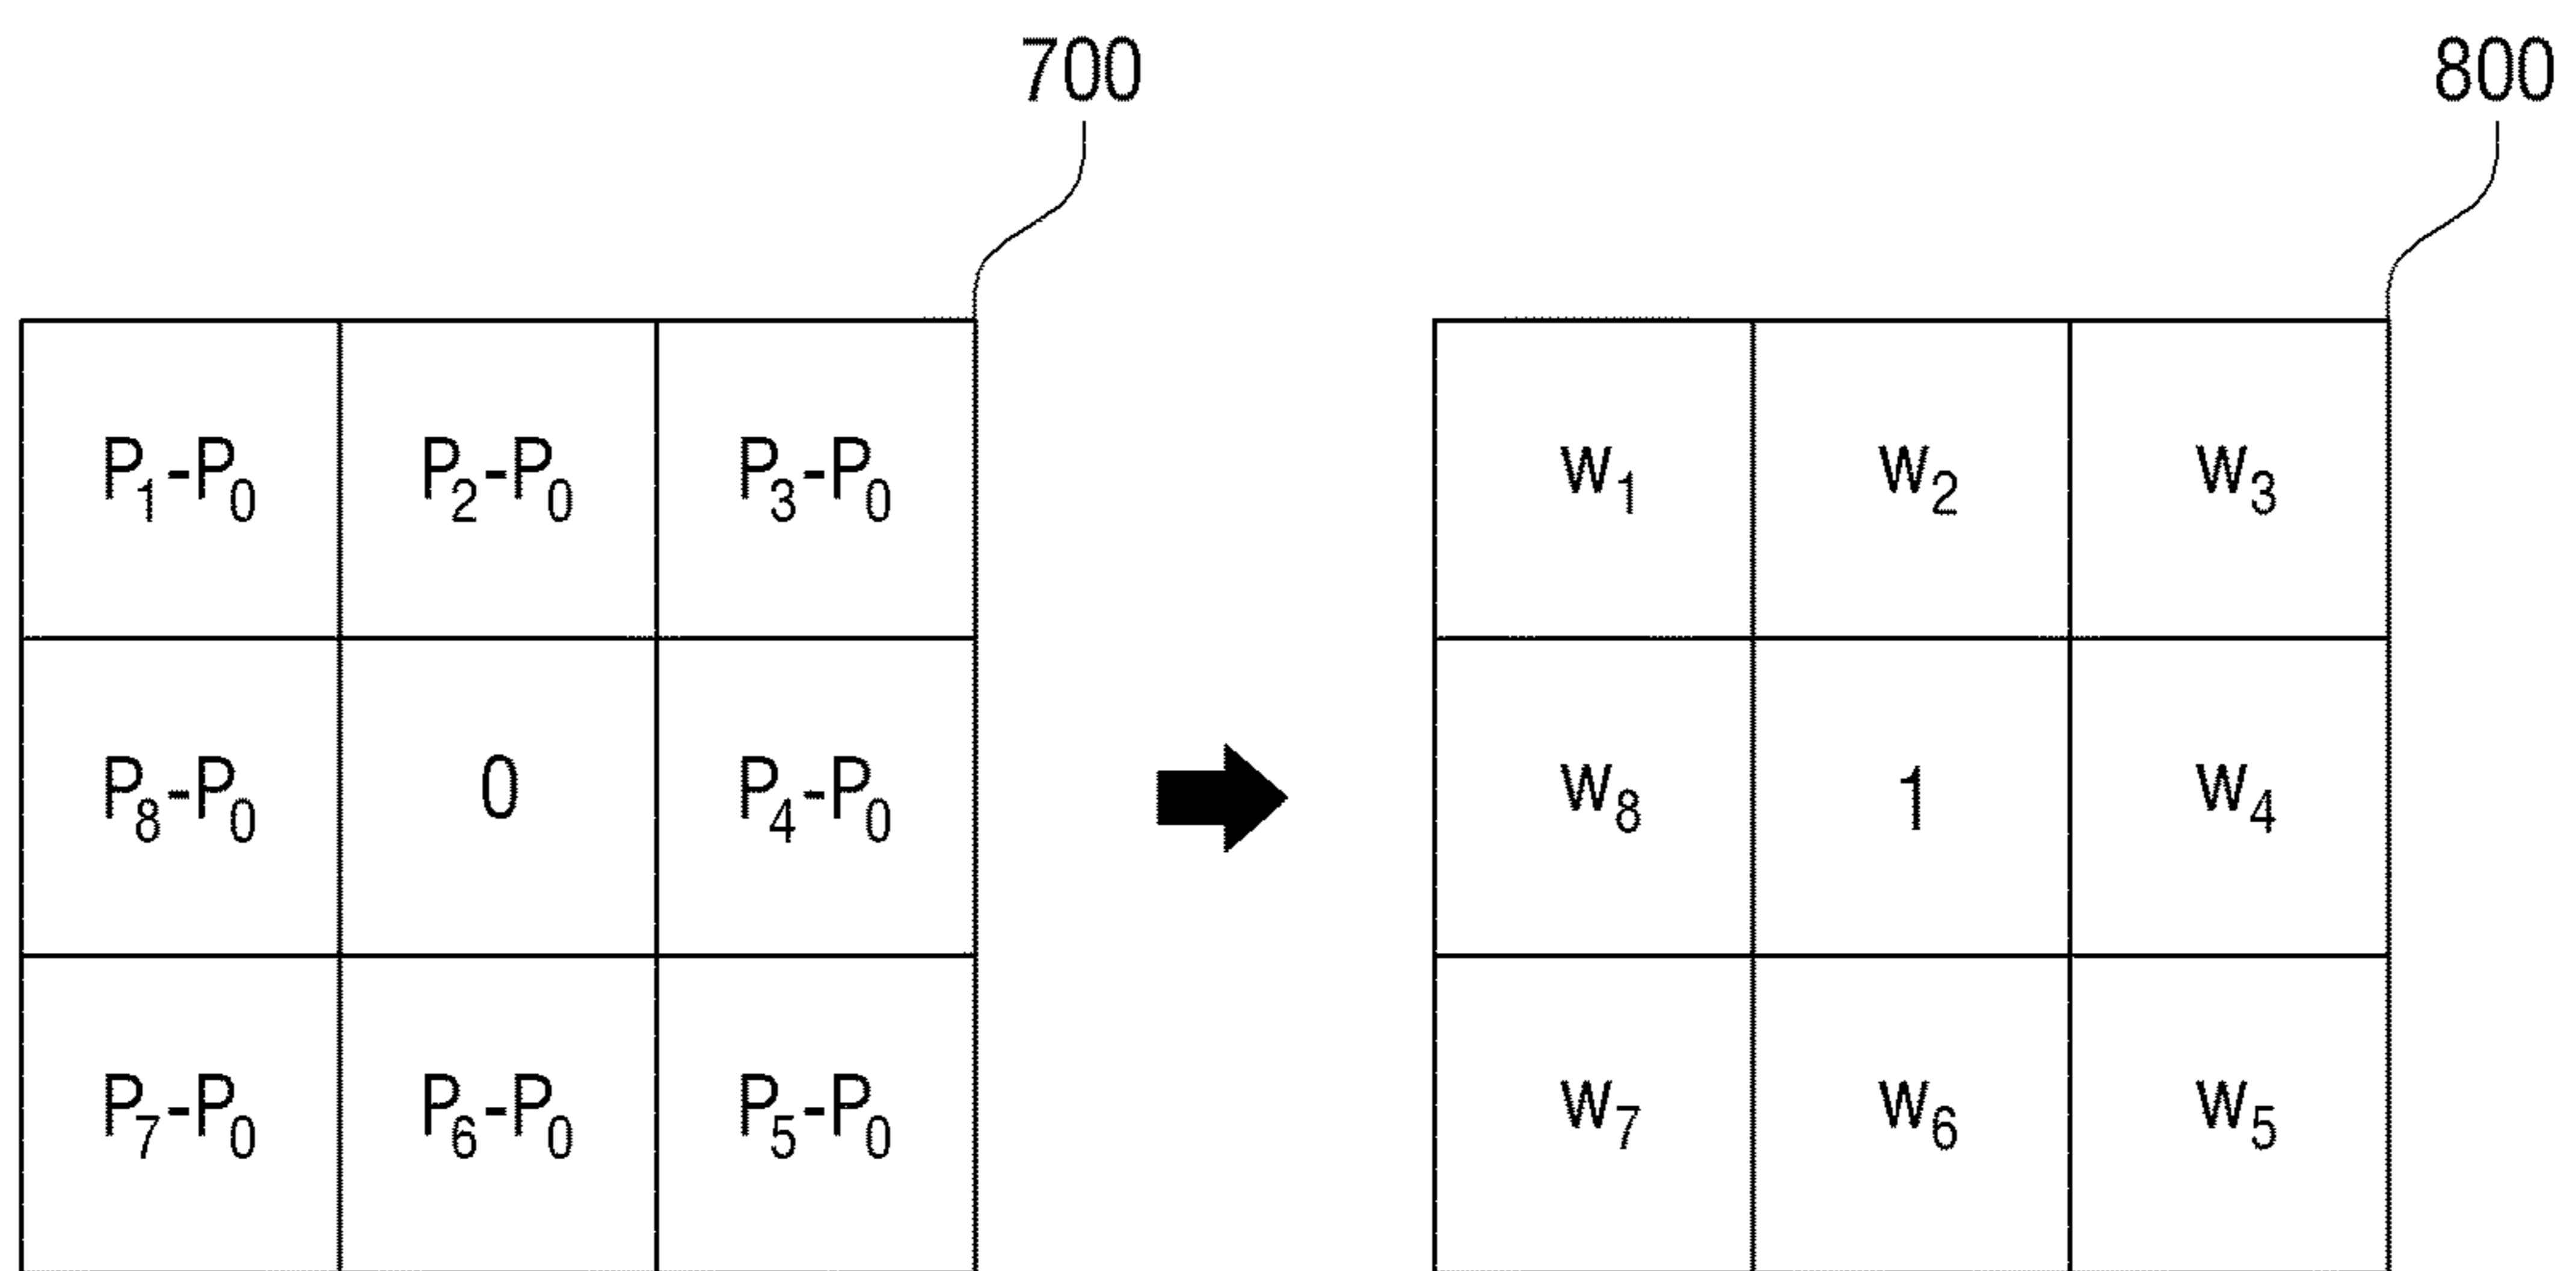 700 800
P₁-P₀ P₂-P₀ P₃-P₀ W₁ W₂ W₃
P₈-P₀ 0 P₄-P₀ W₈ 1 W₄
P₇-P₀ P₆-P₀ P₅-P₀ W₇ W₆ W₅